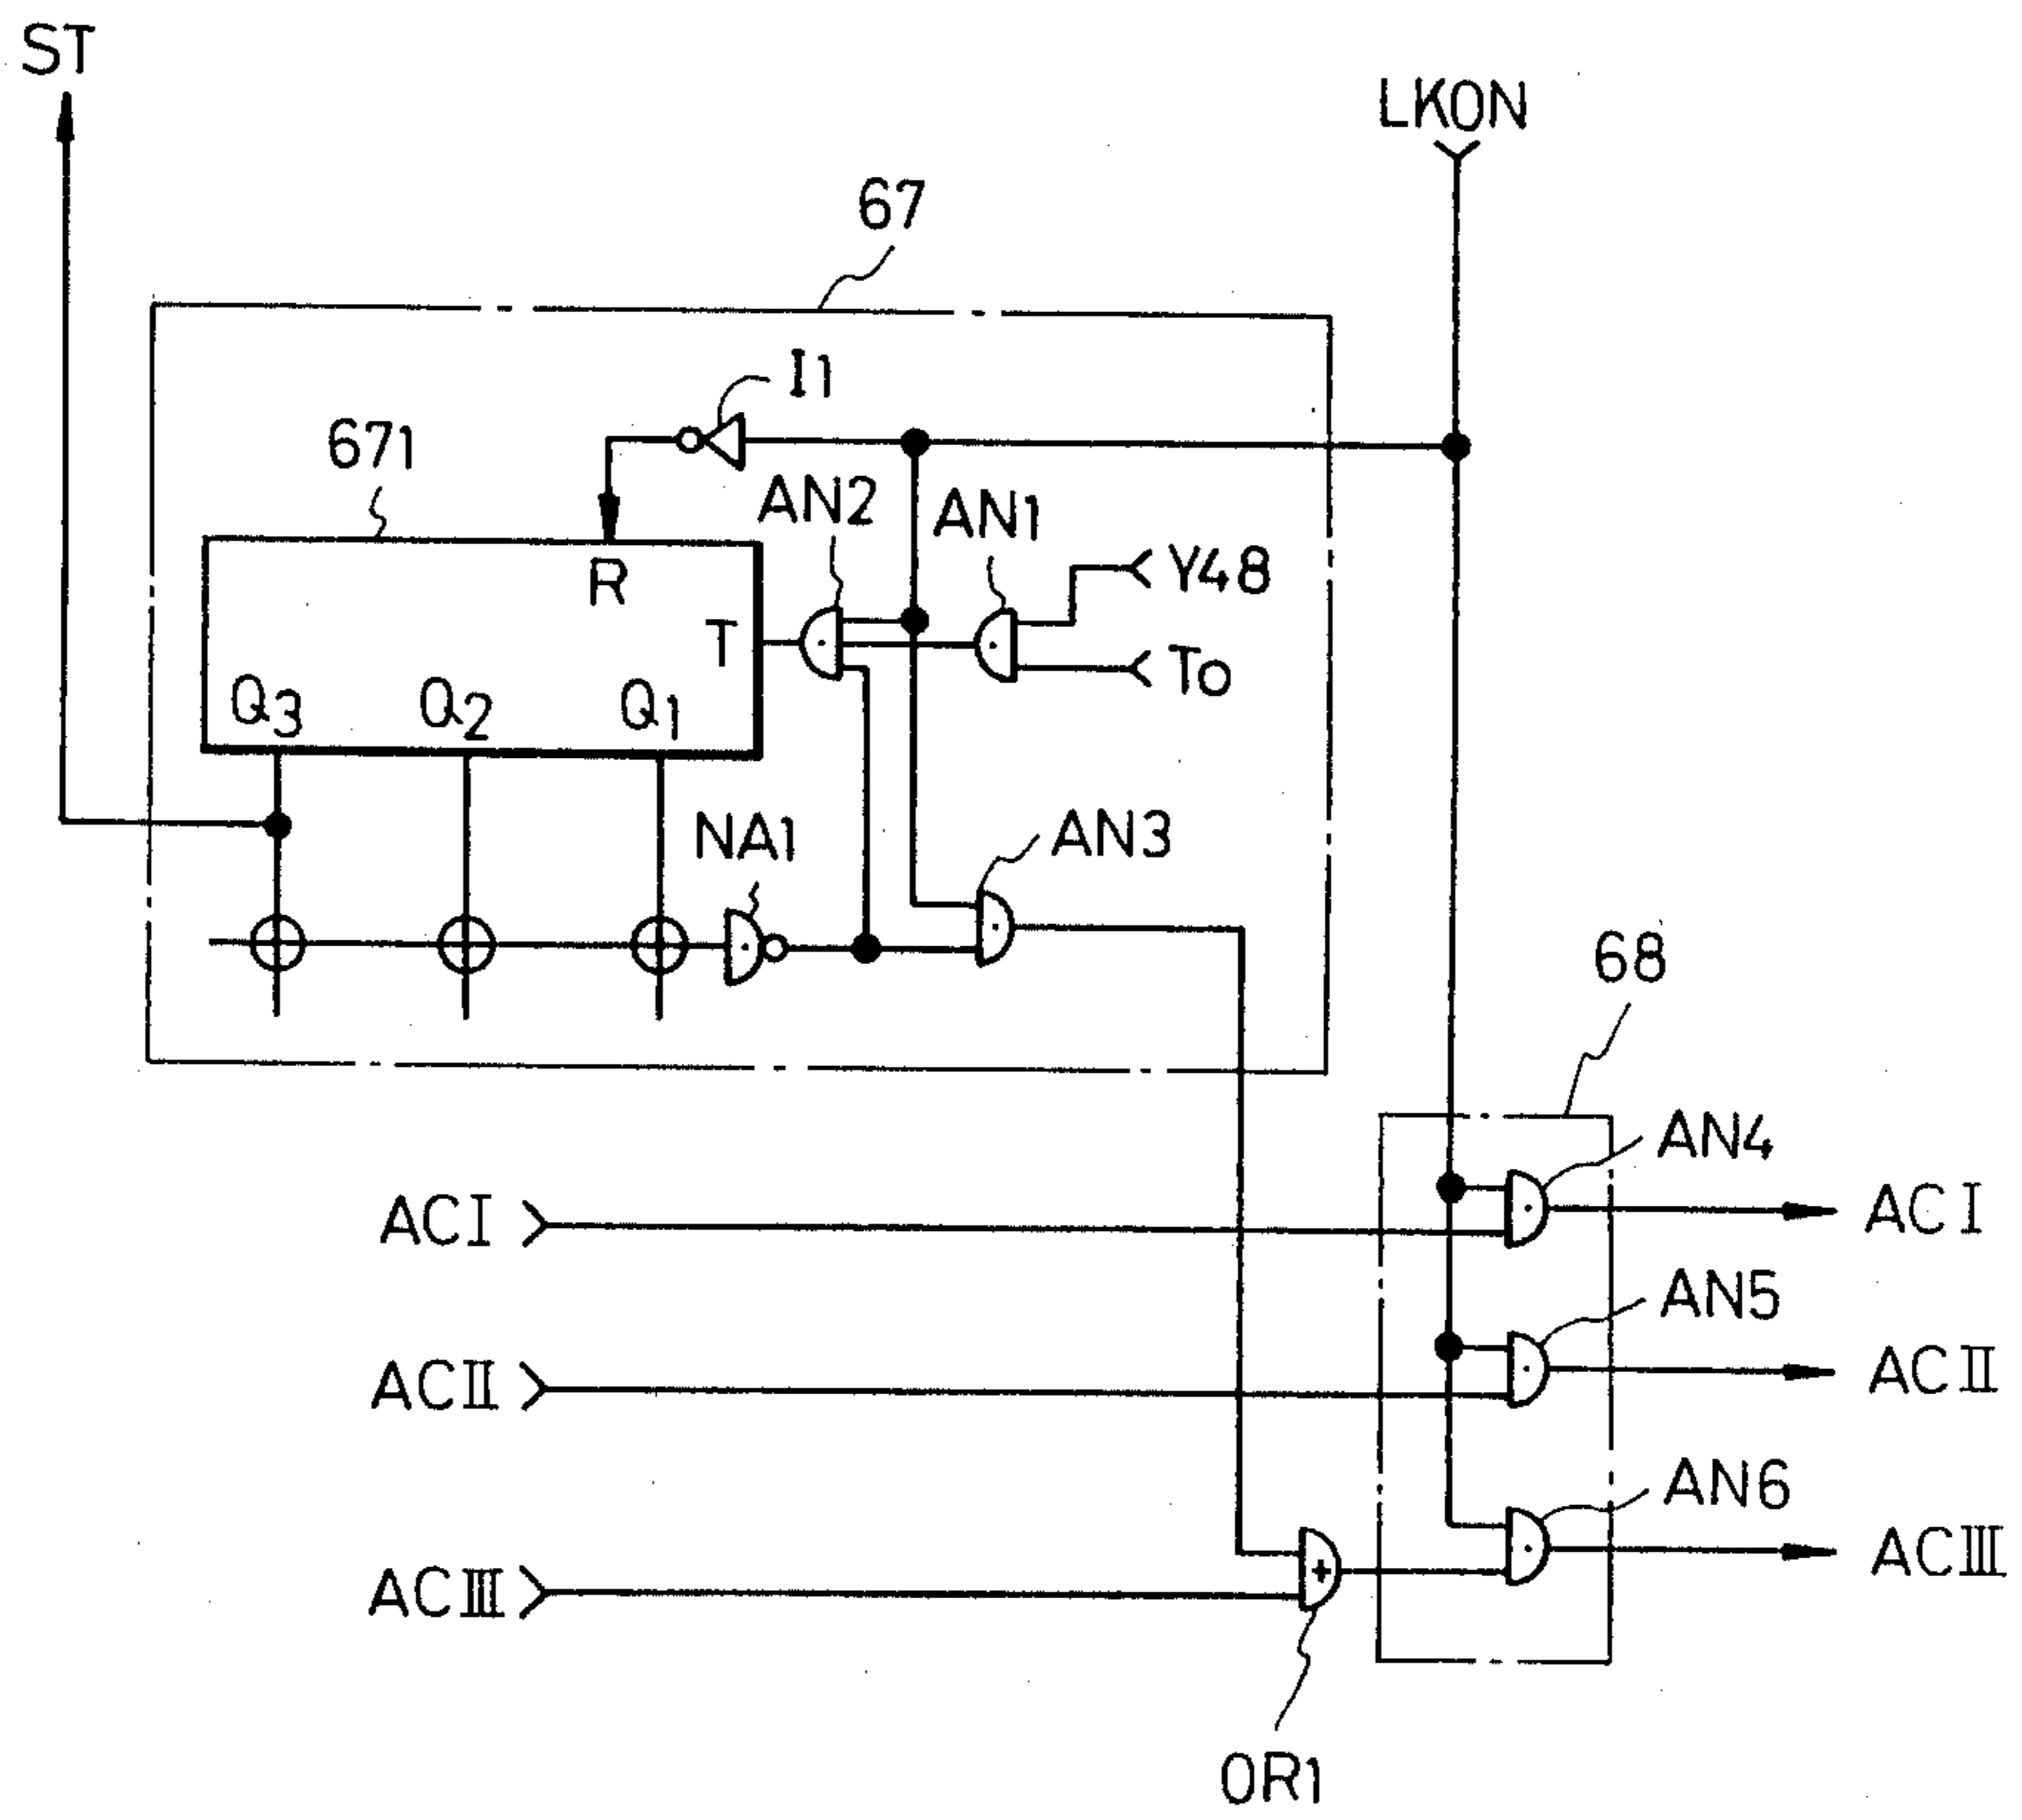 ST
LKON
67
I1
671
AN2
AN1
R
Y48
T
To
Q3
Q2
Q1
NA1
AN3
68
AN4
ACI
ACI
AN5
ACII
ACII
AN6
ACIII
ACIII
OR1